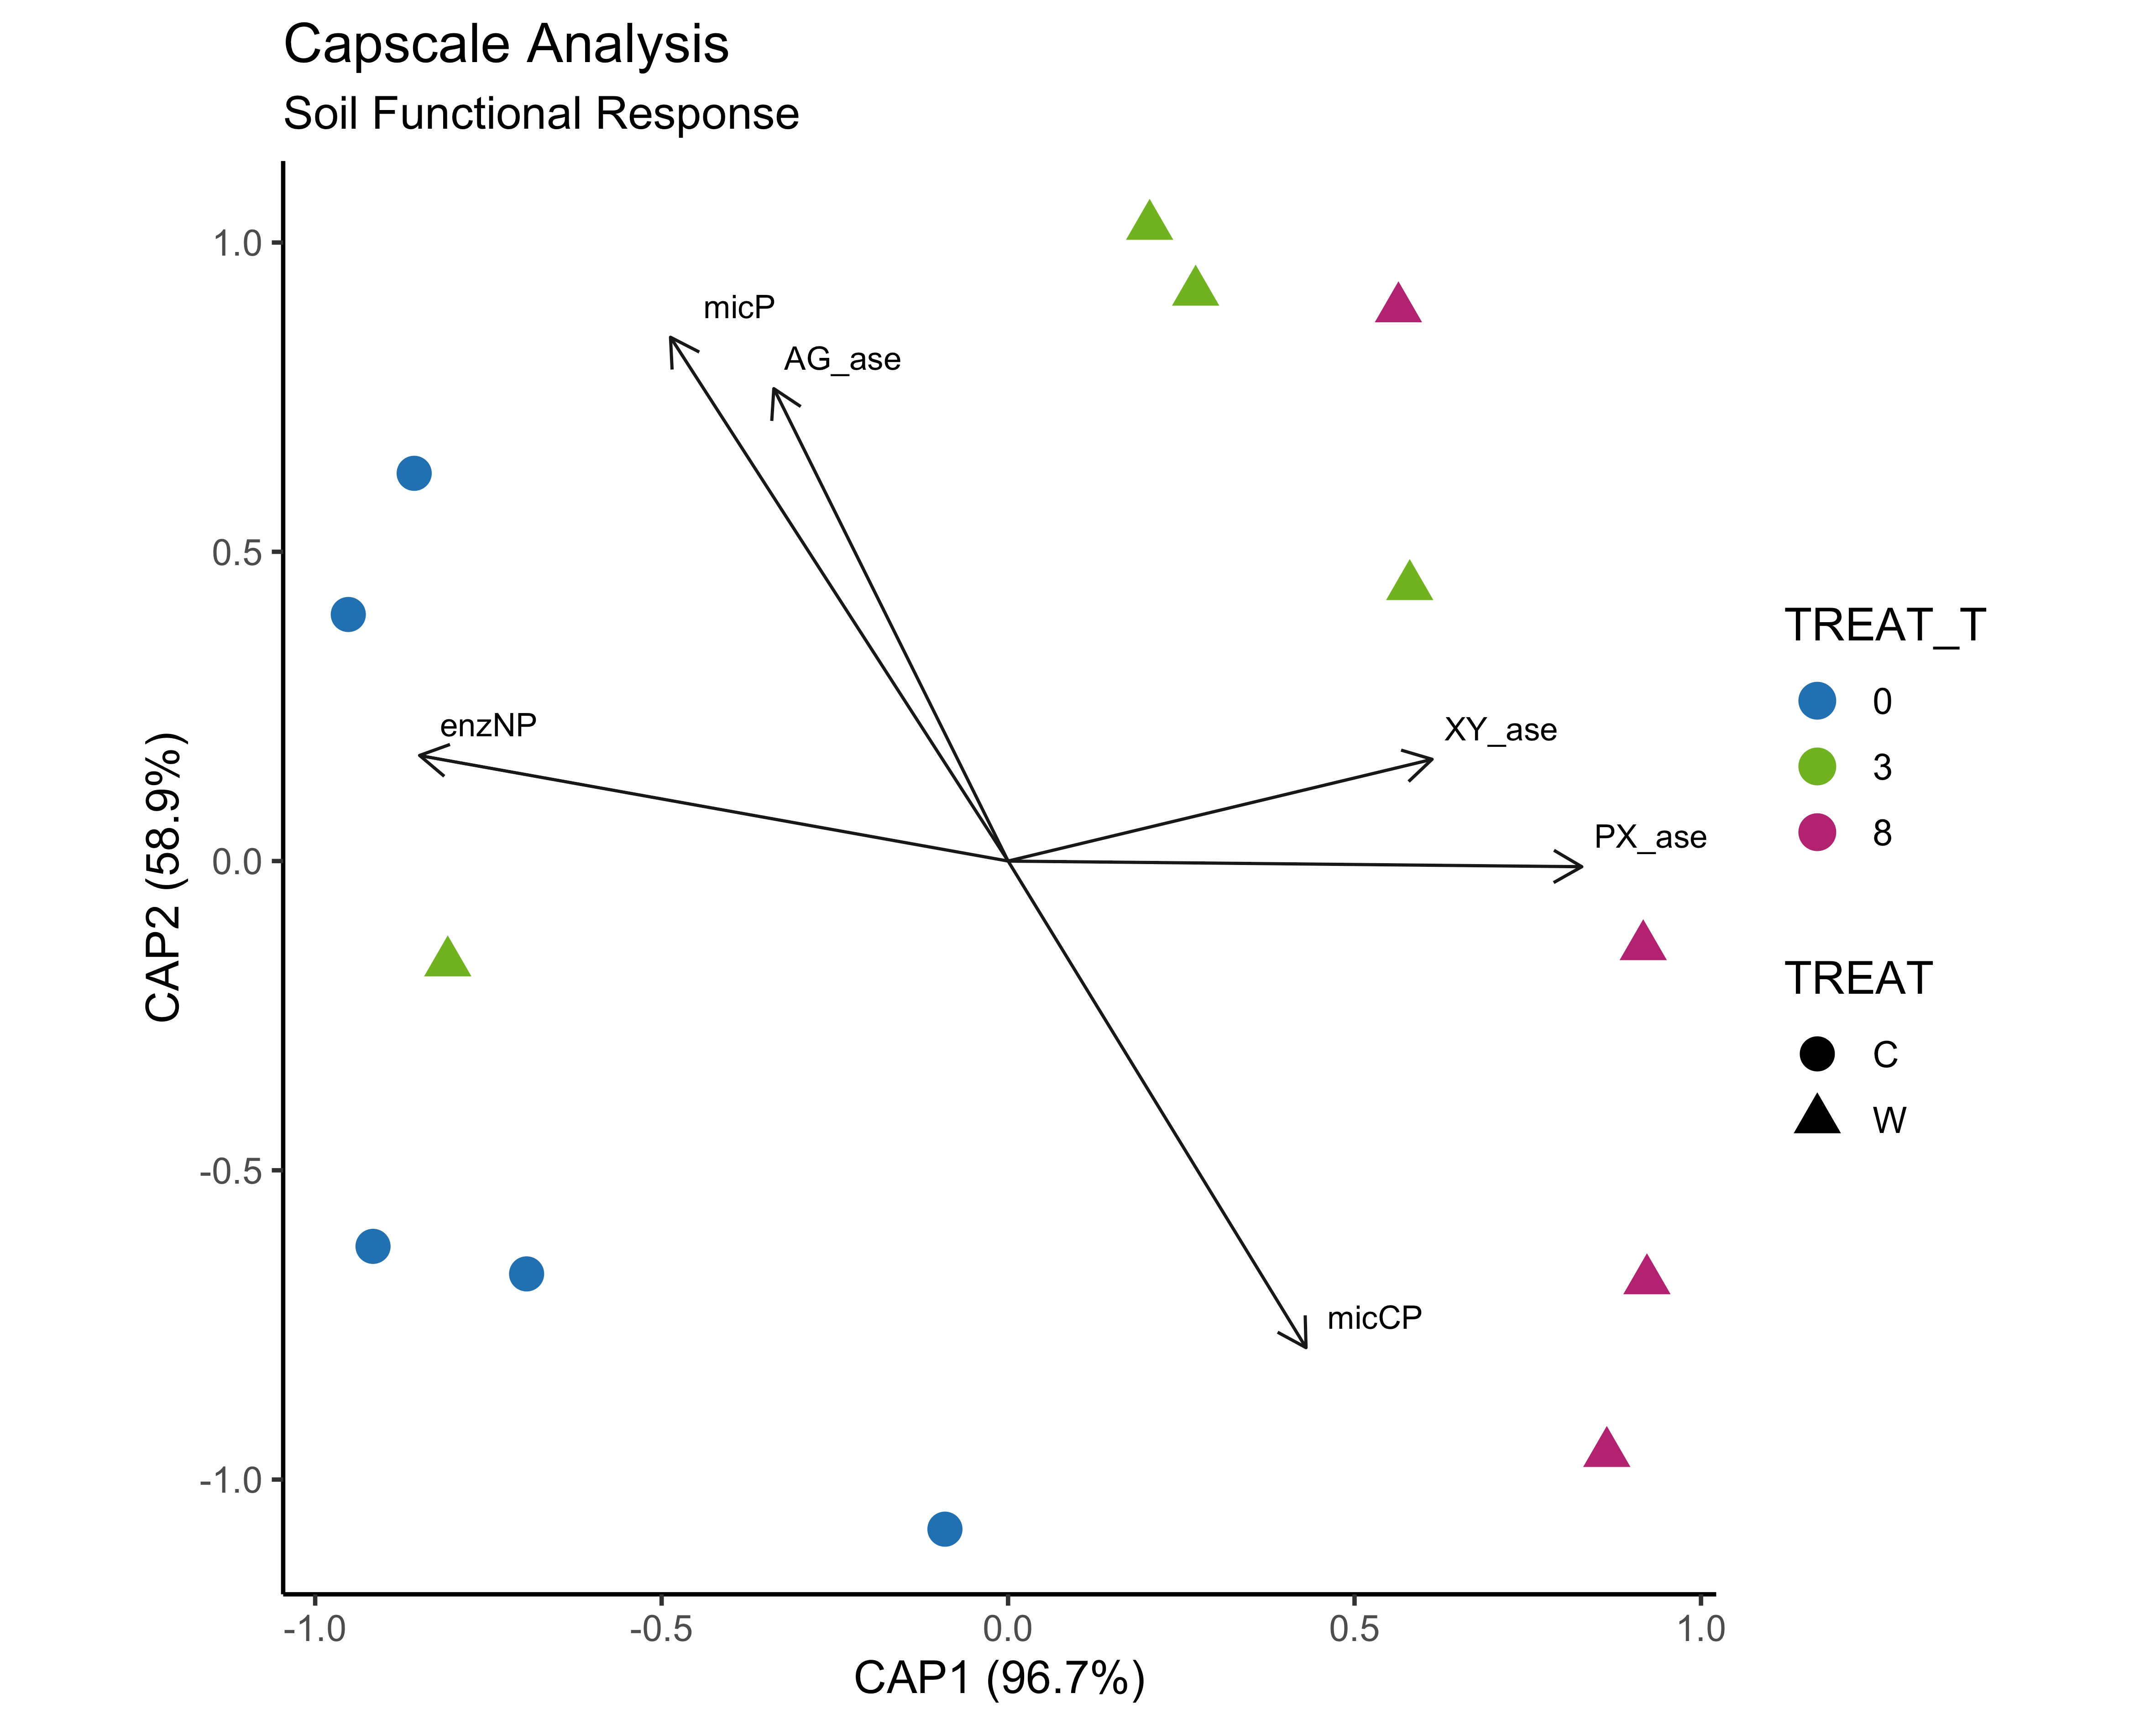 Capscale Analysis
Soil Functional Response
CAP2 (58.9%)
1.0
0.5
0.0
-0.5
-1.0
micP
AG_ase
enzNP
XY_ase
PX_ase
micCP
-1.0 -0.5 0.0 0.5 1.0
CAP1 (96.7%)
TREAT_T
0
3
8
TREAT
C
W